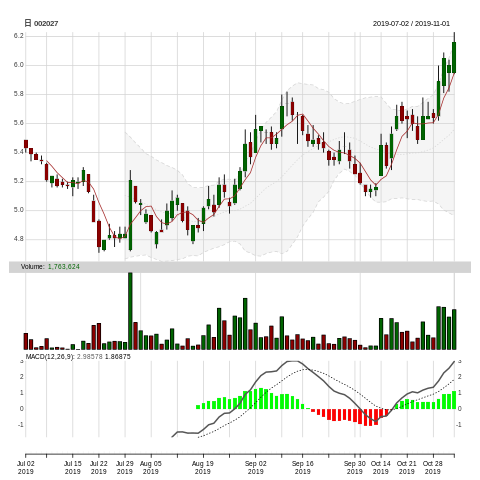 日 002027
2019-07-02 / 2019-11-01
6.2
6.0
5.8
5.6
5.4
5.2
5.0
4.8
Volume: 1,763,624
MACD(12,26,9): 2.98578 1.86875
3 3
2 2
1 1
0 0
-1 -1
Jul 02 Jul 15 Jul 22 Jul 29 Aug 05 Aug 19 Sep 02 Sep 16 Sep 30 Oct 14 Oct 21 Oct 28
2019 2019 2019 2019 2019 2019 2019 2019 2019 2019 2019 2019